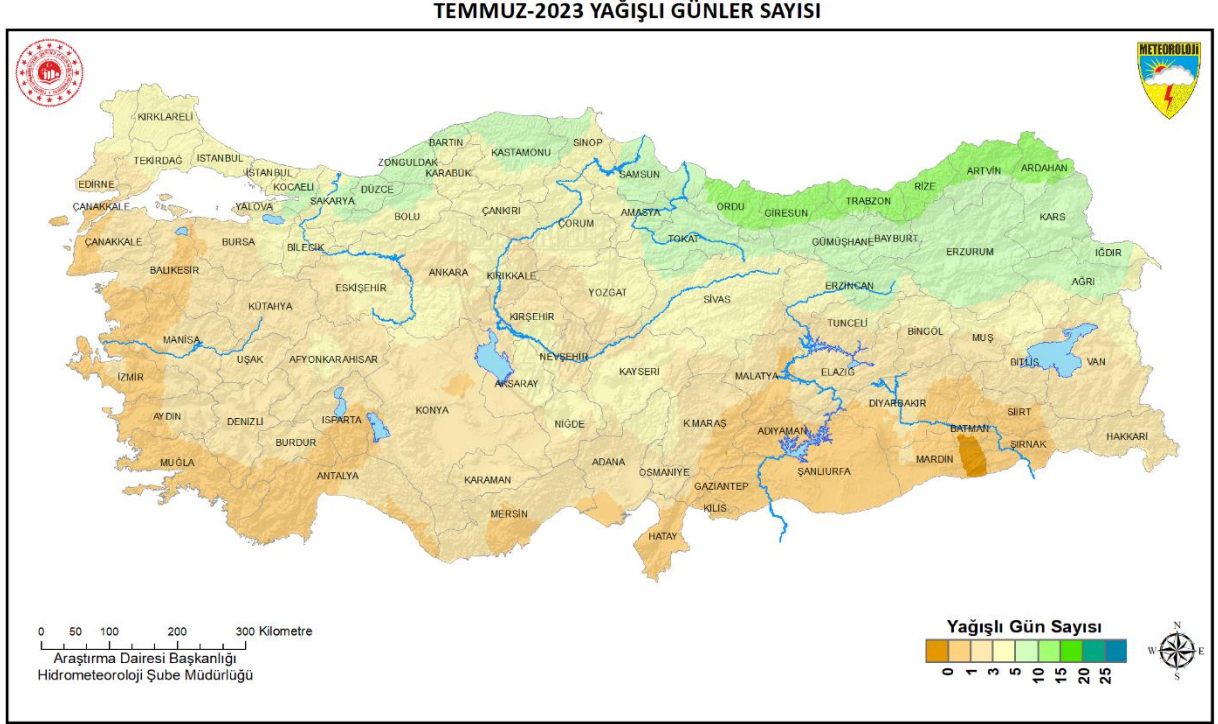 TEMMUZ-2023 YAĞIŞLI GÜNLER SAYISI
METEOROLOJİ
KIRKLARELİ
TEKİRDAĞ
İSTANBUL
EDİRNE
ÇANAKKALE
İSTANBUL
KOCAELİ
YALOVA
SAKARYA
DÜZCE
ZONGULDAK
BARTIN
KARABÜK
KASTAMONU
SİNOP
SAMSUN
ORDU
GİRESUN
TRABZON
RİZE
ARTVİN
ARDAHAN
KARS
IĞDIR
AĞRI
ERZURUM
GÜMÜŞHANE
BAYBURT
ERZİNCAN
TOKAT
AMASYA
ÇORUM
ÇANKIRI
BOLU
BİLECİK
BURSA
ÇANAKKALE
BALIKESİR
KÜTAHYA
ESKİŞEHİR
ANKARA
KIRIKKALE
YOZGAT
SİVAS
KIRŞEHİR
NEVŞEHİR
KAYSERİ
TUNCELİ
BİNGÖL
MUŞ
BİTLİS
VAN
ELAZIĞ
MALATYA
MANİSA
UŞAK
AFYONKARAHİSAR
İZMİR
AYDIN
DENİZLİ
ISPARTA
BURDUR
KONYA
AKSARAY
NİĞDE
K.MARAŞ
ADIYAMAN
DİYARBAKIR
BATMAN
SİİRT
ŞIRNAK
HAKKARİ
MARDİN
ŞANLIURFA
GAZİANTEP
KİLİS
OSMANİYE
ADANA
HATAY
MERSİN
KARAMAN
ANTALYA
MUĞLA
0 50 100 200 300 Kilometre
Araştırma Dairesi Başkanlığı
Hidrometeoroloji Şube Müdürlüğü
Yağışlı Gün Sayısı
0 1 3 5 10 15 20 25
N
W E
S